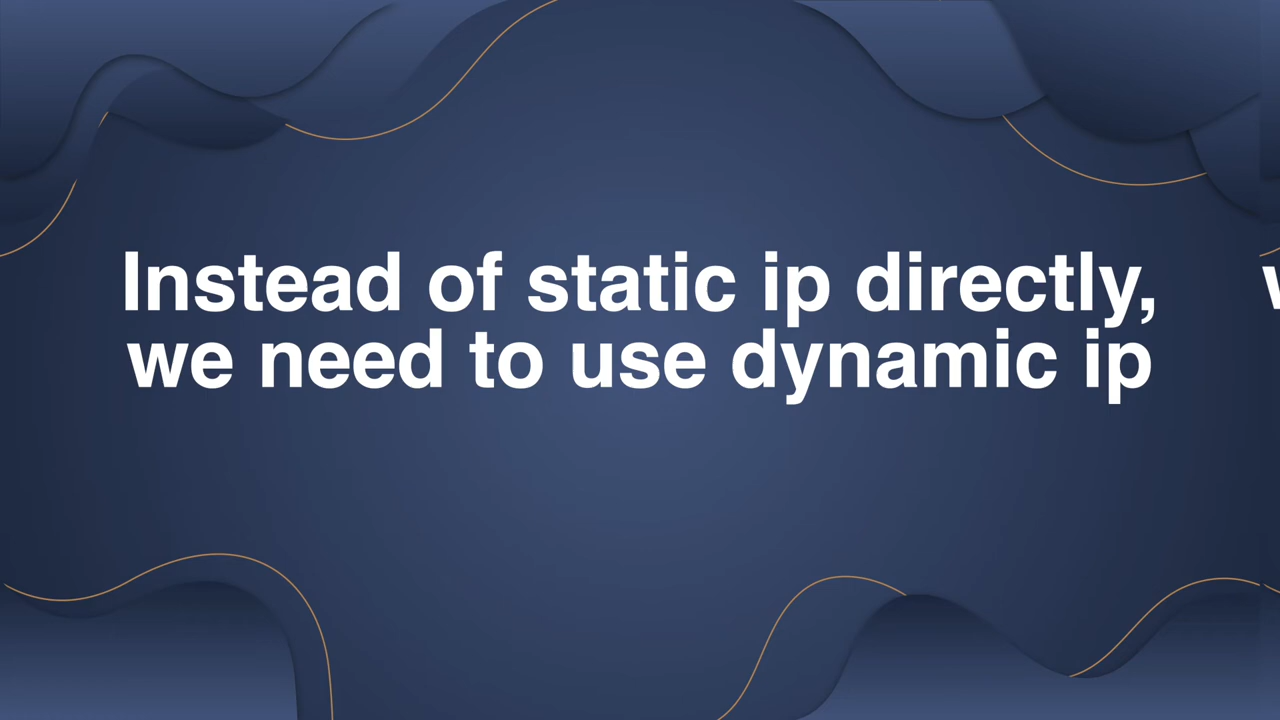 Instead of static ip directly,
we need to use dynamic ip